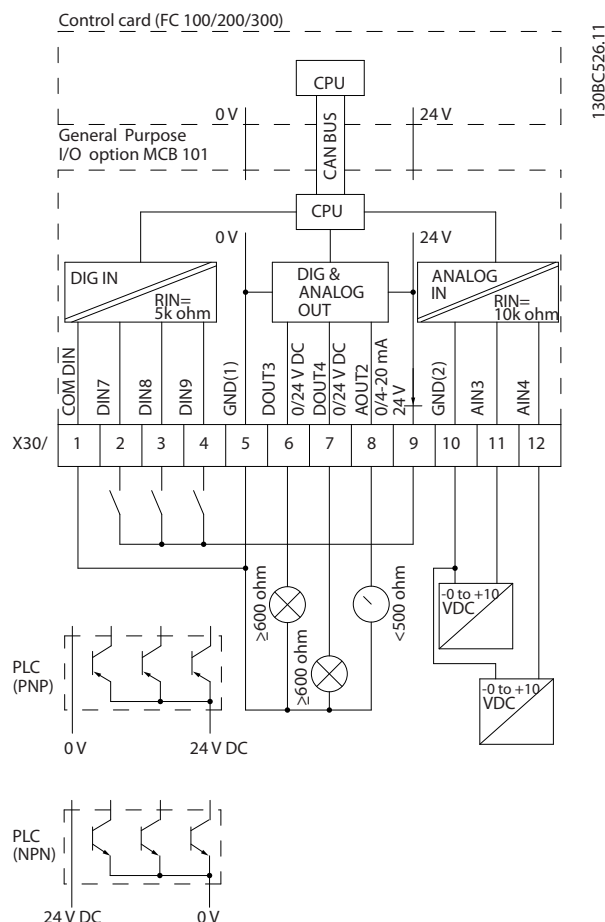 Control card (FC 100/200/300)
130BC526.11
CPU
0 V
24 V
CAN BUS
General Purpose
I/O option MCB 101
CPU
0 V
24 V
DIG IN
RIN=
5k ohm
DIG &
ANALOG
OUT
ANALOG
IN
RIN=
10k ohm
COM DIN
DIN7
DIN8
DIN9
GND(1)
DOUT3
0/24 V DC
DOUT4
0/24 V DC
AOUT2
0/4-20 mA
24 V
GND(2)
AIN3
AIN4
X30/ 1 2 3 4 5 6 7 8 9 10 11 12
≥600 ohm
≥600 ohm
<500 ohm
-0 to +10
VDC
-0 to +10
VDC
PLC
(PNP)
0 V
24 V DC
PLC
(NPN)
24 V DC
0 V